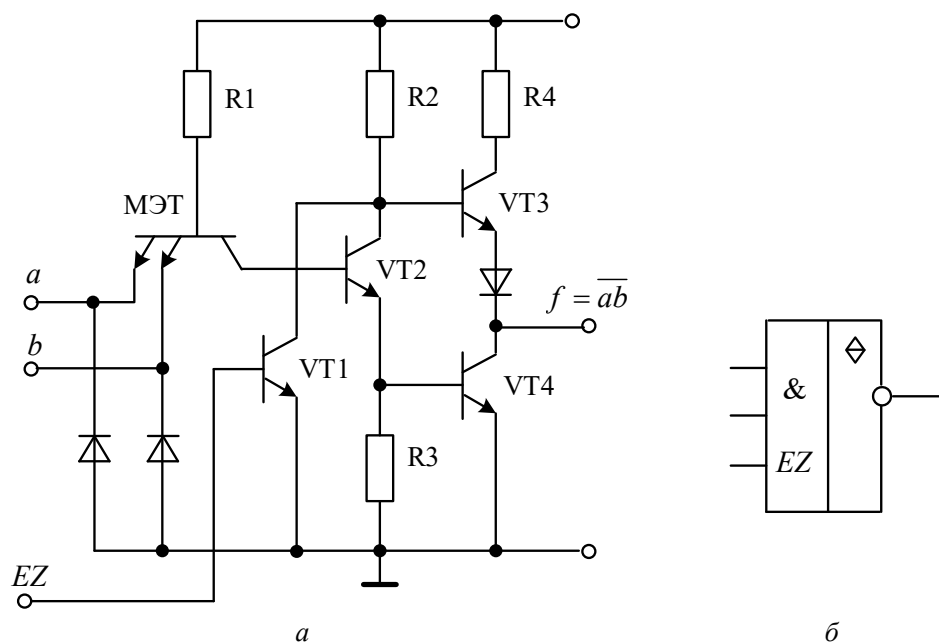 R1
R2
R4
МЭТ
VT3
a
VT2
f = \overline{ab}
b
VT1
VT4
&
R3
EZ
EZ
а
б